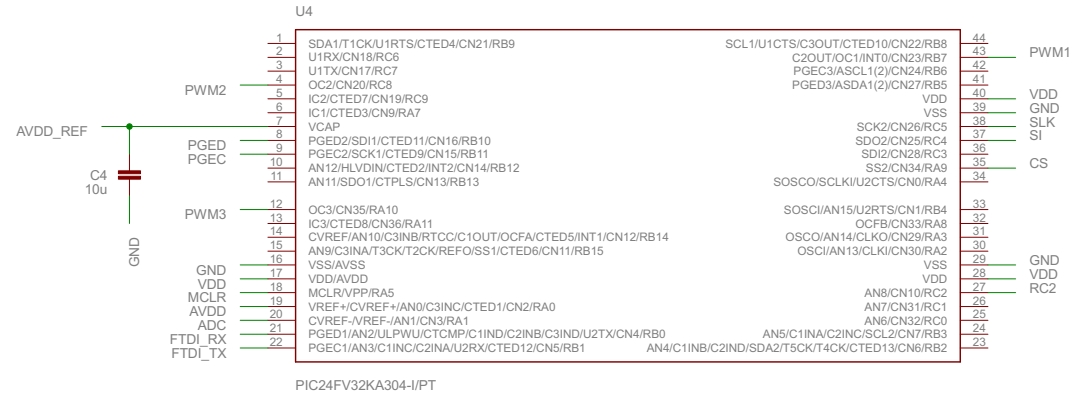 U4
1 SDA1/T1CK/U1RTS/CTED4/CN21/RB9
2 U1RX/CN18/RC6
3 U1TX/CN17/RC7
PWM2 4 OC2/CN20/RC8
5 IC2/CTED7/CN19/RC9
6 IC1/CTED3/CN9/RA7
AVDD_REF 7 VCAP
PGED 8 PGED2/SDI1/CTED11/CN16/RB10
PGEC 9 PGEC2/SCK1/CTED9/CN15/RB11
10 AN12/HLVDIN/CTED2/INT2/CN14/RB12
11 AN11/SDO1/CTPLS/CN13/RB13
C4
10u
GND
PWM3 12 OC3/CN35/RA10
13 IC3/CTED8/CN36/RA11
14 CVREF/AN10/C3INB/RTCC/C1OUT/OCFA/CTED5/INT1/CN12/RB14
15 AN9/C3INA/T3CK/T2CK/REFO/SS1/CTED6/CN11/RB15
GND 16 VSS/AVSS
VDD 17 VDD/AVDD
MCLR 18 MCLR/VPP/RA5
AVDD 19 VREF+/CVREF+/AN0/C3INC/CTED1/CN2/RA0
ADC 20 CVREF-/VREF-/AN1/CN3/RA1
FTDI_RX 21 PGED1/AN2/ULPWU/CTCMP/C1IND/C2INB/C3IND/U2TX/CN4/RB0
FTDI_TX 22 PGEC1/AN3/C1INC/C2INA/U2RX/CTED12/CN5/RB1
SCL1/U1CTS/C3OUT/CTED10/CN22/RB8 44
C2OUT/OC1/INT0/CN23/RB7 43 PWM1
PGEC3/ASCL1(2)/CN24/RB6 42
PGED3/ASDA1(2)/CN27/RB5 41
VDD 40 VDD
VSS 39 GND
SCK2/CN26/RC5 38 SLK
SDO2/CN25/RC4 37 SI
SDI2/CN28/RC3 36
SS2/CN34/RA9 35 CS
SOSCO/SCLKI/U2CTS/CN0/RA4 34
SOSCI/AN15/U2RTS/CN1/RB4 33
OCFB/CN33/RA8 32
OSCO/AN14/CLKO/CN29/RA3 31
OSCI/AN13/CLKI/CN30/RA2 30
VSS 29 GND
VDD 28 VDD
AN8/CN10/RC2 27 RC2
AN7/CN31/RC1 26
AN6/CN32/RC0 25
AN5/C1INA/C2INC/SCL2/CN7/RB3 24
AN4/C1INB/C2IND/SDA2/T5CK/T4CK/CTED13/CN6/RB2 23
PIC24FV32KA304-I/PT